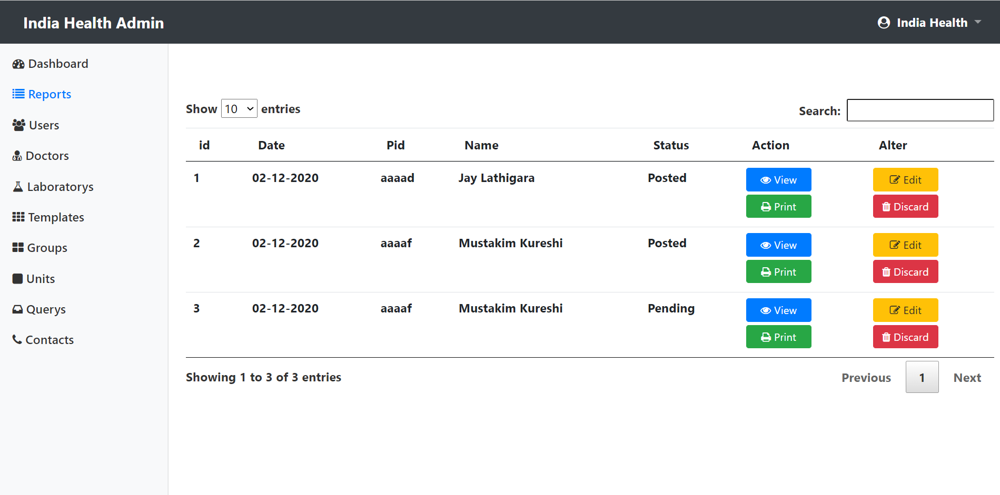 India Health Admin
India Health
Dashboard
Reports
Users
Doctors
Laboratorys
Templates
Groups
Units
Querys
Contacts
Show 10 entries
Search:
id Date Pid Name Status Action Alter
1 02-12-2020 aaaad Jay Lathigara Posted View Edit
Print Discard
2 02-12-2020 aaaaf Mustakim Kureshi Posted View Edit
Print Discard
3 02-12-2020 aaaaf Mustakim Kureshi Pending View Edit
Print Discard
Showing 1 to 3 of 3 entries
Previous 1 Next